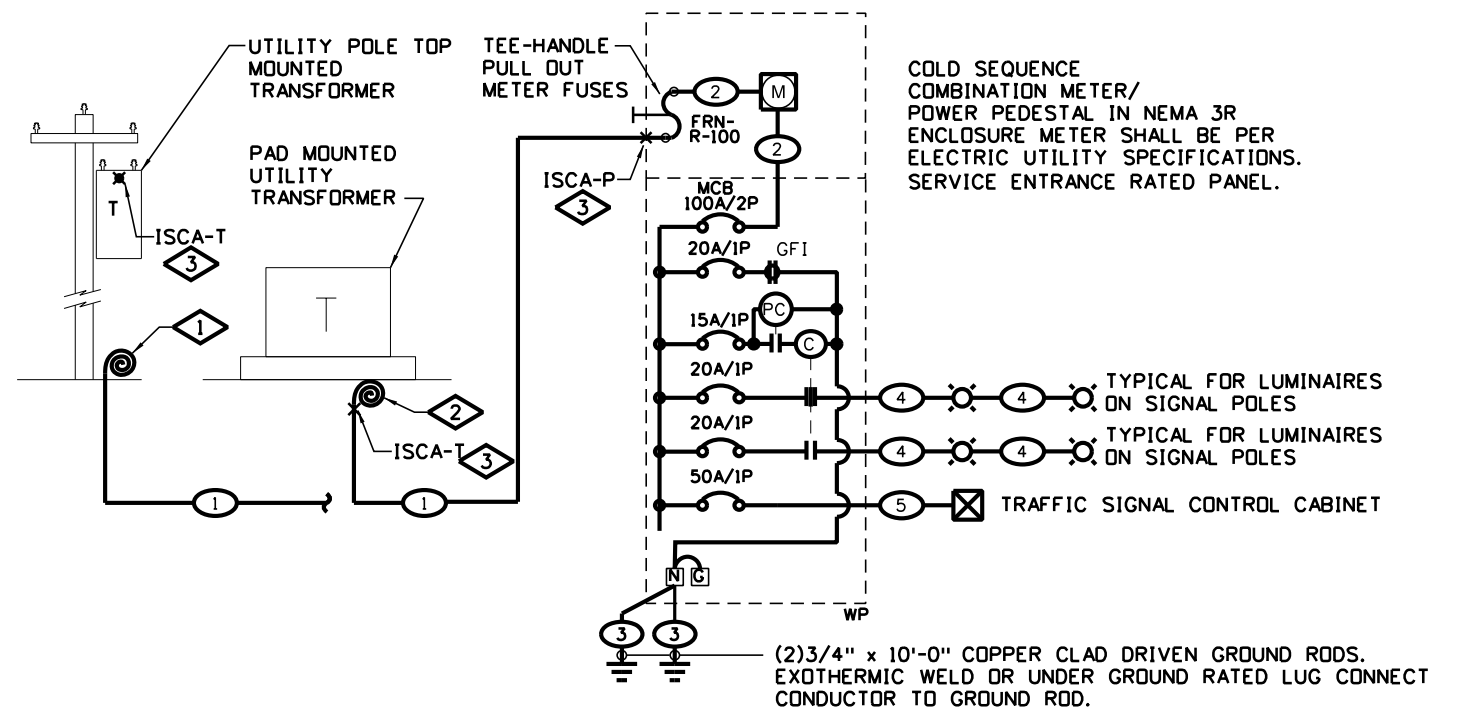 UTILITY POLE TOP
MOUNTED
TRANSFORMER
TEE-HANDLE
PULL OUT
METER FUSES
2
M
FRN-
R-100
2
COLD SEQUENCE
COMBINATION METER/
POWER PEDESTAL IN NEMA 3R
ENCLOSURE METER SHALL BE PER
ELECTRIC UTILITY SPECIFICATIONS.
SERVICE ENTRANCE RATED PANEL.
PAD MOUNTED
UTILITY
TRANSFORMER
T
ISCA-T
3
T
1
2
ISCA-T
3
1
1
ISCA-P
3
MCB
100A/2P
20A/1P
GFI
15A/1P
PC
C
20A/1P
4
4
TYPICAL FOR LUMINAIRES
ON SIGNAL POLES
20A/1P
4
4
TYPICAL FOR LUMINAIRES
ON SIGNAL POLES
50A/1P
5
TRAFFIC SIGNAL CONTROL CABINET
N
G
WP
3
3
(2)3/4" x 10'-0" COPPER CLAD DRIVEN GROUND RODS.
EXOTHERMIC WELD OR UNDER GROUND RATED LUG CONNECT
CONDUCTOR TO GROUND ROD.